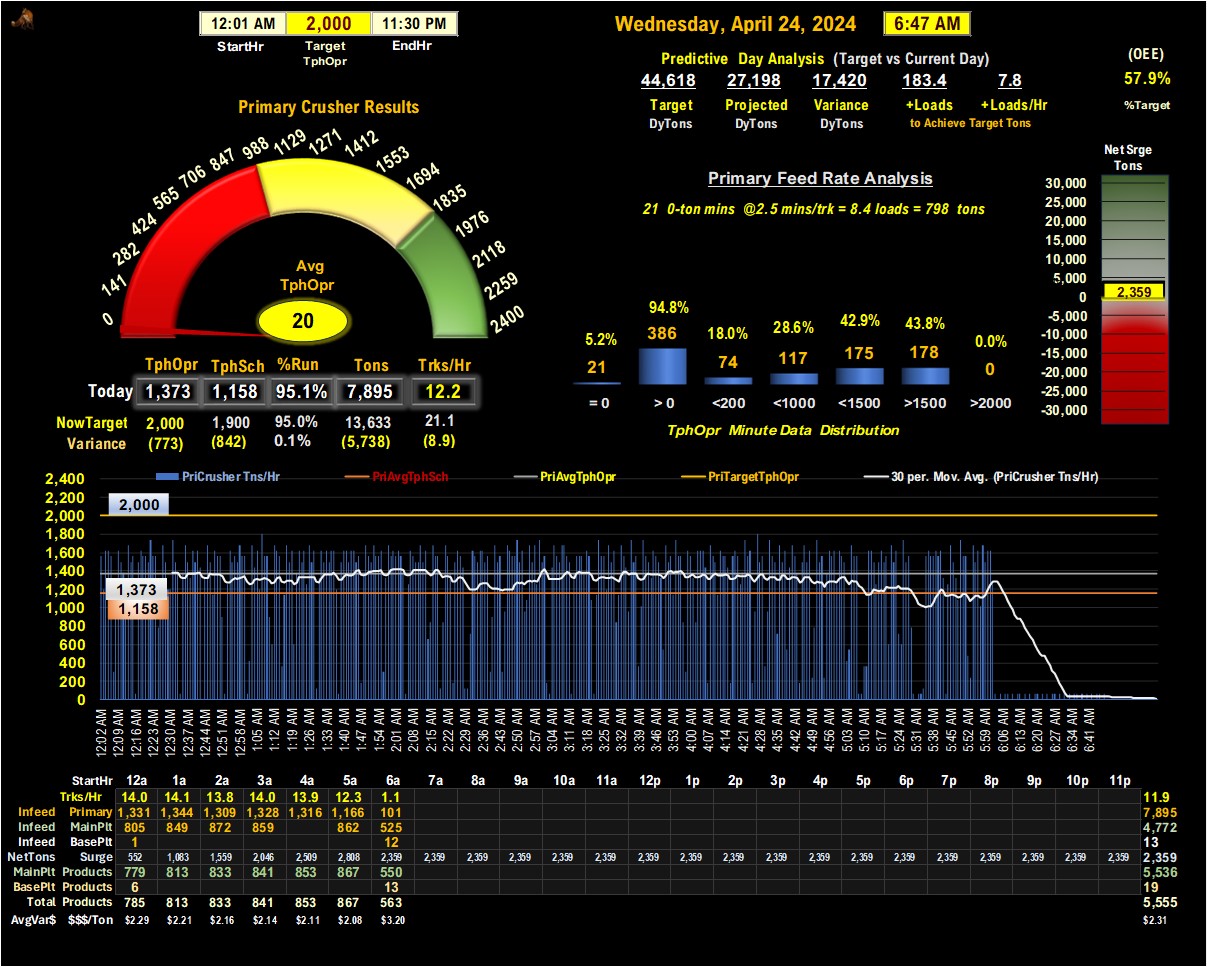 12:01 AM 2,000 11:30 PM
StartHr Target TphOpr EndHr
Wednesday, April 24, 2024 6:47 AM
Predictive Day Analysis (Target vs Current Day)
44,618 27,198 17,420 183.4 7.8
Target Projected Variance +Loads +Loads/Hr
DyTons DyTons DyTons to Achieve Target Tons
(OEE)
57.9%
%Target
Primary Crusher Results
0 141 282 424 565 706 847 988 1129 1271 1412 1553 1694 1835 1976 2118 2259 2400
Avg
TphOpr
20
TphOpr TphSch %Run Tons Trks/Hr
Today 1,373 1,158 95.1% 7,895 12.2
NowTarget 2,000 1,900 95.0% 13,633 21.1
Variance (773) (842) 0.1% (5,738) (8.9)
Primary Feed Rate Analysis
21 0-ton mins @2.5 mins/trk = 8.4 loads = 798 tons
5.2% 94.8% 18.0% 28.6% 42.9% 43.8% 0.0%
21 386 74 117 175 178 0
= 0 > 0 <200 <1000 <1500 >1500 >2000
TphOpr Minute Data Distribution
Net Srge
Tons
30,000
25,000
20,000
15,000
10,000
5,000
0
2,359
-5,000
-10,000
-15,000
-20,000
-25,000
-30,000
PriCrusher Tns/Hr PriAvgTphSch PriAvgTphOpr PriTargetTphOpr 30 per. Mov. Avg. (PriCrusher Tns/Hr)
2,400
2,200
2,000
1,800
1,600
1,400
1,200
1,000
800
600
400
200
0
2,000
1,373
1,158
12:02 AM 12:09 AM 12:16 AM 12:23 AM 12:30 AM 12:37 AM 12:44 AM 12:51 AM 12:58 AM 1:05 AM 1:12 AM 1:19 AM 1:26 AM 1:33 AM 1:40 AM 1:47 AM 1:54 AM 2:01 AM 2:08 AM 2:15 AM 2:22 AM 2:29 AM 2:36 AM 2:43 AM 2:50 AM 2:57 AM 3:04 AM 3:11 AM 3:18 AM 3:25 AM 3:32 AM 3:39 AM 3:46 AM 3:53 AM 4:00 AM 4:07 AM 4:14 AM 4:21 AM 4:28 AM 4:35 AM 4:42 AM 4:49 AM 4:56 AM 5:03 AM 5:10 AM 5:17 AM 5:24 AM 5:31 AM 5:38 AM 5:45 AM 5:52 AM 5:59 AM 6:06 AM 6:13 AM 6:20 AM 6:27 AM 6:34 AM 6:41 AM
StartHr 12a 1a 2a 3a 4a 5a 6a 7a 8a 9a 10a 11a 12p 1p 2p 3p 4p 5p 6p 7p 8p 9p 10p 11p
Trks/Hr 14.0 14.1 13.8 14.0 13.9 12.3 1.1 11.9
Infeed Primary 1,331 1,344 1,309 1,328 1,316 1,166 101 7,895
Infeed MainPlt 805 849 872 859 862 525 4,772
Infeed BasePlt 1 12 13
NetTons Surge 552 1,083 1,559 2,046 2,509 2,808 2,359 2,359 2,359 2,359 2,359 2,359 2,359 2,359 2,359 2,359 2,359 2,359 2,359 2,359 2,359 2,359 2,359 2,359 2,359
MainPlt Products 779 813 833 841 853 867 550 5,536
BasePlt Products 6 13 19
Total Products 785 813 833 841 853 867 563 5,555
AvgVar$ $$$/Ton $2.29 $2.21 $2.16 $2.14 $2.11 $2.08 $3.20 $2.31